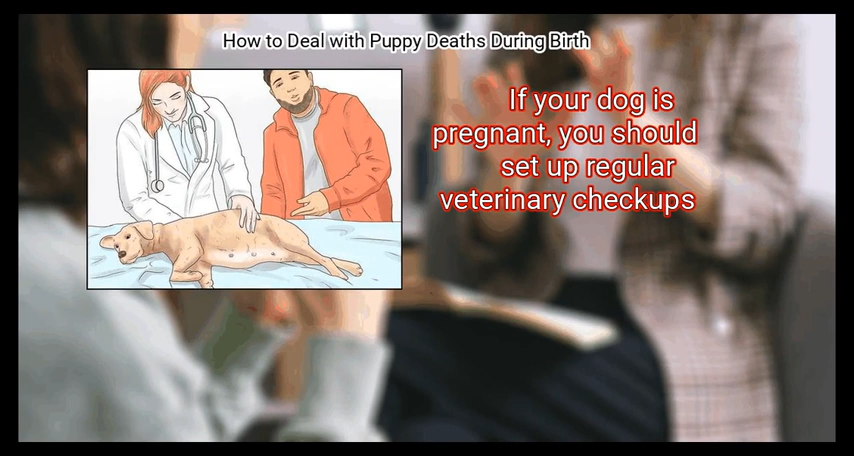 How to Deal with Puppy Deaths During Birth
If your dog is
pregnant, you should
set up regular
veterinary checkups